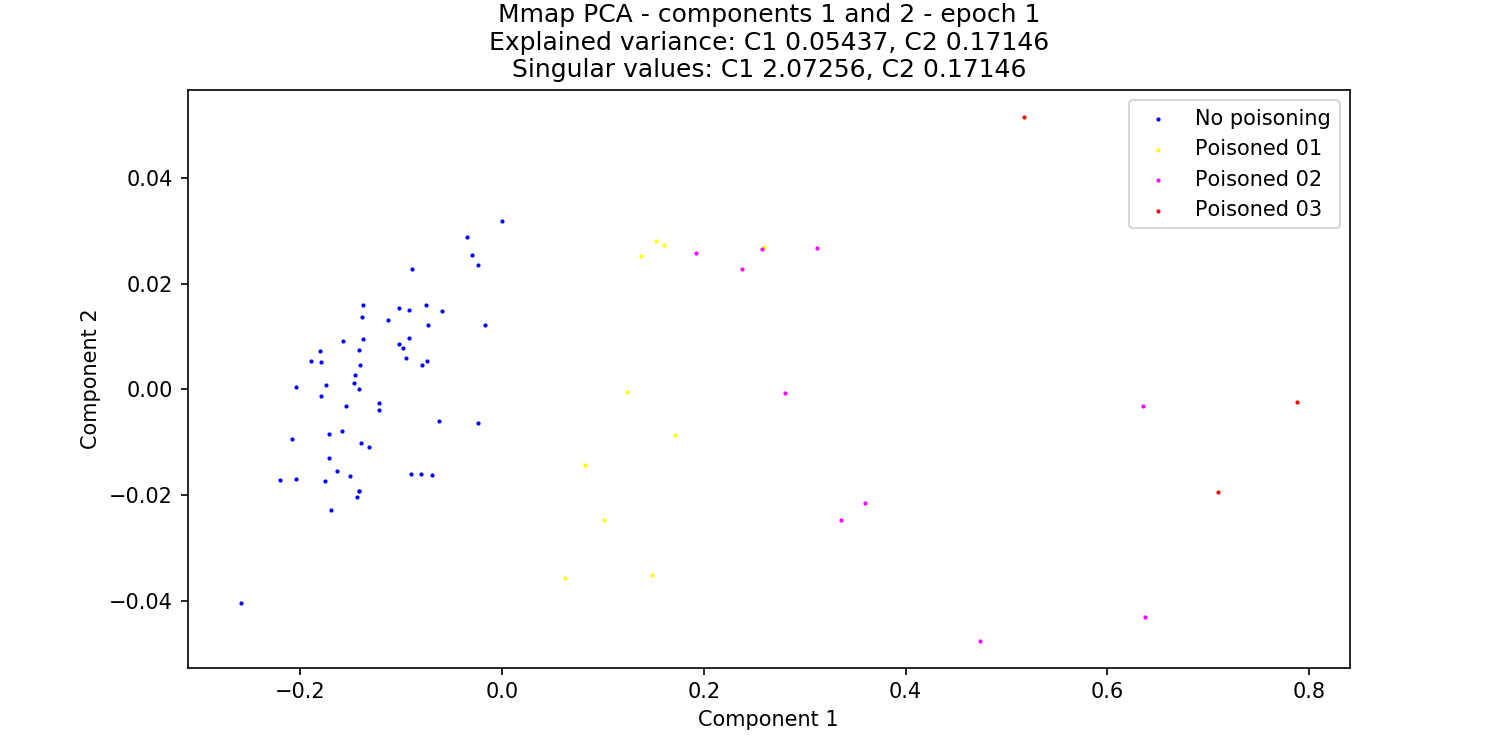 Mmap PCA - components 1 and 2 - epoch 1
Explained variance: C1 0.05437, C2 0.17146
Singular values: C1 2.07256, C2 0.17146
No poisoning
Poisoned 01
Poisoned 02
Poisoned 03
0.04
0.02
0.00
−0.02
−0.04
Component 2
−0.2
0.0
0.2
0.4
0.6
0.8
Component 1